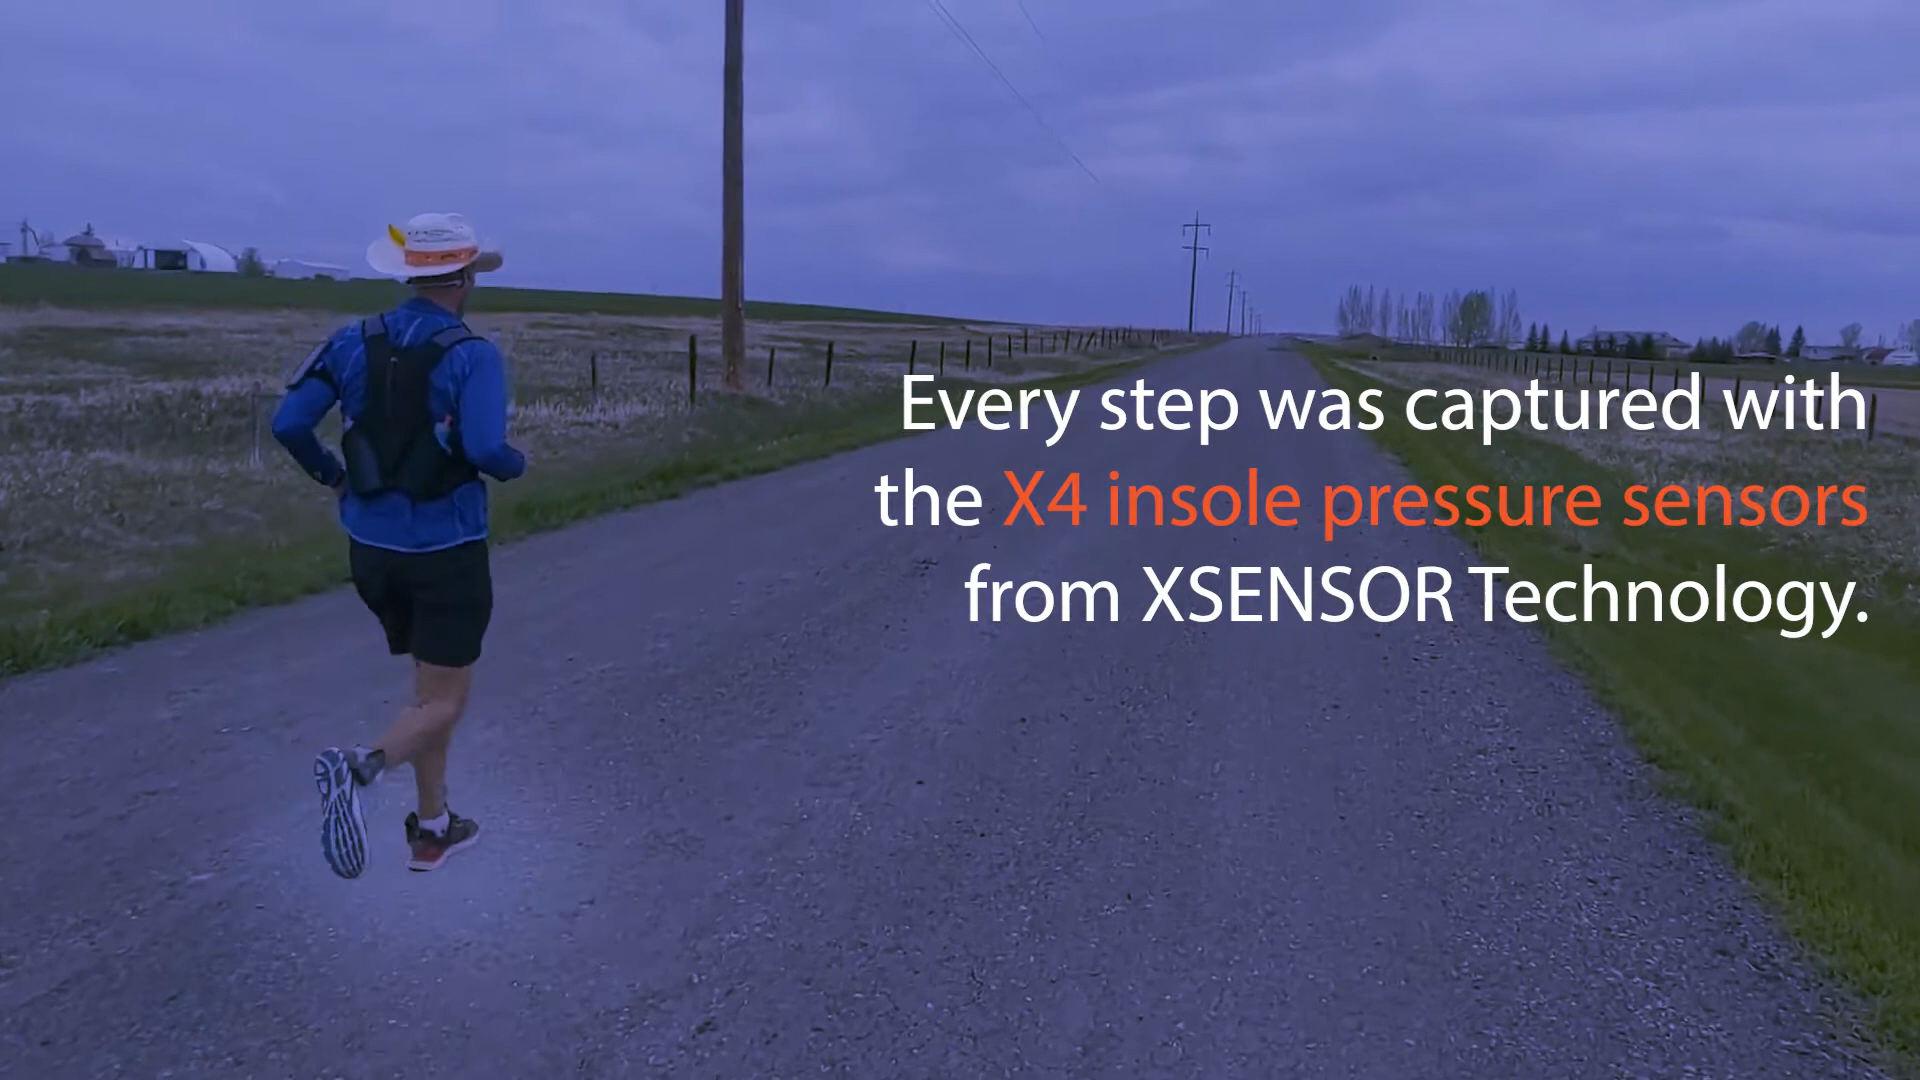 Every step was captured with
the X4 insole pressure sensors
from XSENSOR Technology.